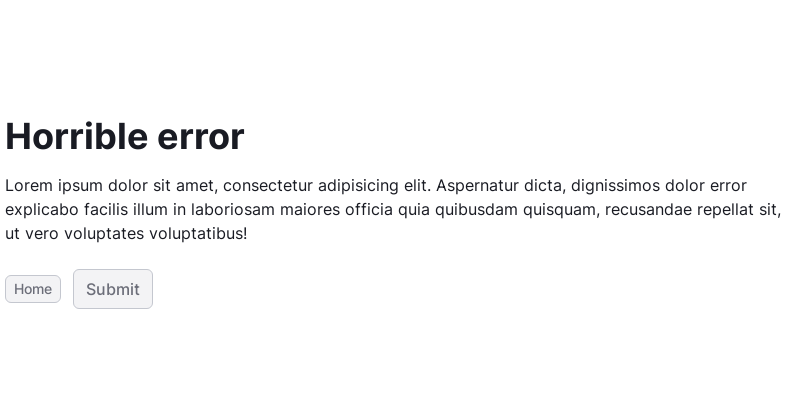 Horrible error
Lorem ipsum dolor sit amet, consectetur adipisicing elit. Aspernatur dicta, dignissimos dolor error
explicabo facilis illum in laboriosam maiores officia quia quibusdam quisquam, recusandae repellat sit,
ut vero voluptates voluptatibus!
Home Submit